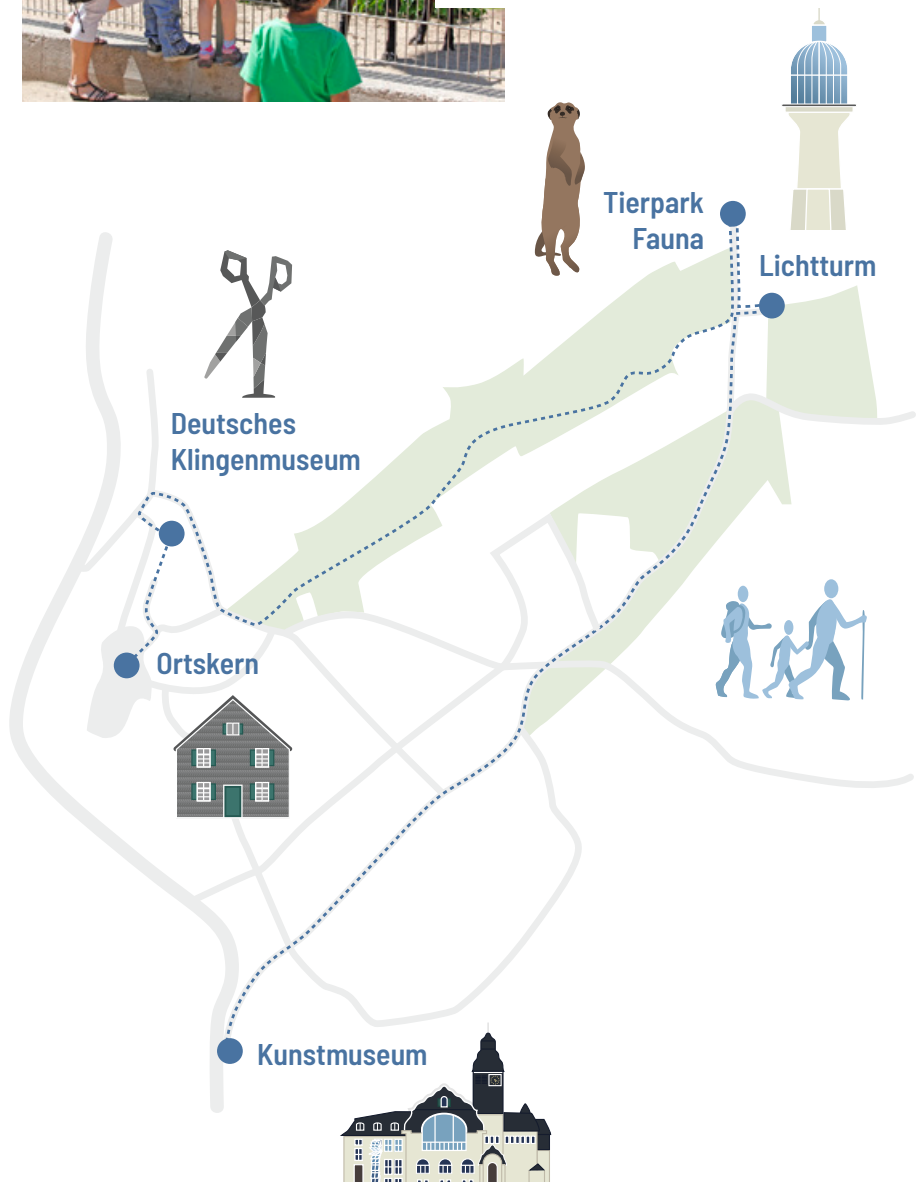 Tierpark
Fauna
Lichtturm
Deutsches
Klingenmuseum
Ortskern
Kunstmuseum